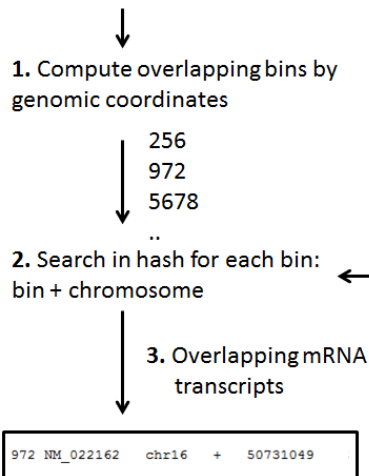 1. Compute overlapping bins by
genomic coordinates
256
972
5678
..
2. Search in hash for each bin:
bin + chromosome
3. Overlapping mRNA
transcripts
972 NM_022162 chr16 + 50731049